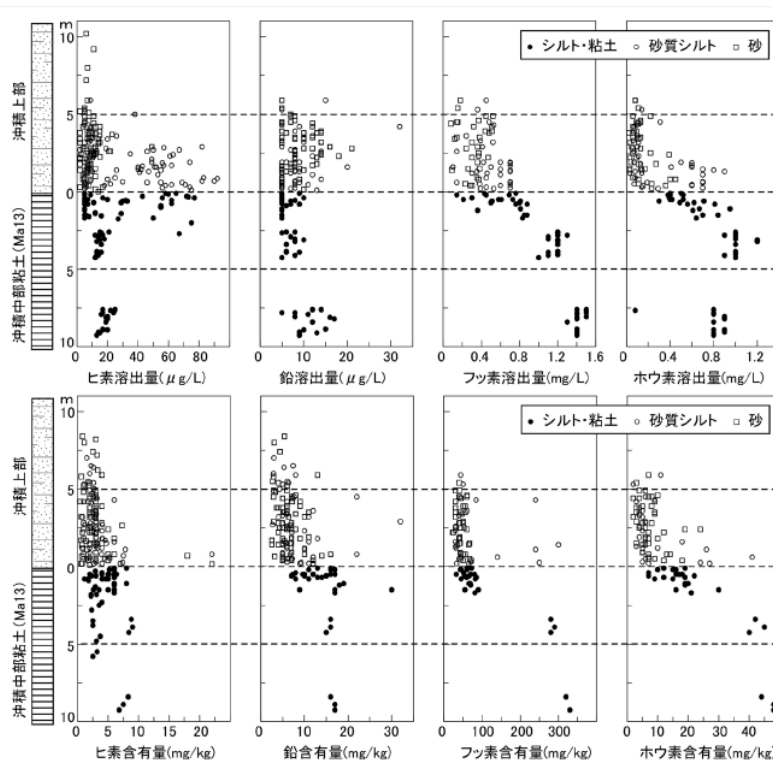 m
10
5
0
5
10
沖積上部
沖積中部粘土(Ma13)
● シルト・粘土 ○ 砂質シルト □ 砂
0 20 40 60 80
0 10 20 30
0 0.4 0.8 1.2 1.6
0 0.4 0.8 1.2
ヒ素溶出量(μg/L)
鉛溶出量(μg/L)
フッ素溶出量(mg/L)
ホウ素溶出量(mg/L)
m
10
5
0
5
10
沖積上部
沖積中部粘土(Ma13)
● シルト・粘土 ○ 砂質シルト □ 砂
0 5 10 15 20 25
0 10 20 30 40
0 100 200 300
0 10 20 30 40
ヒ素含有量(mg/kg)
鉛含有量(mg/kg)
フッ素含有量(mg/kg)
ホウ素含有量(mg/kg)